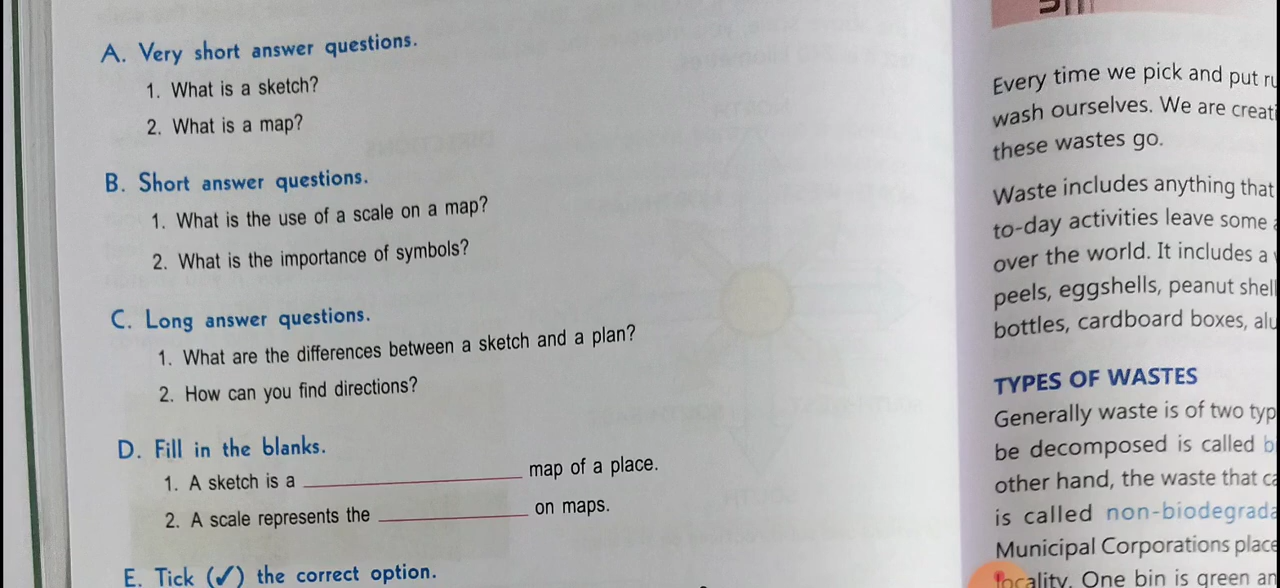 A. Very short answer questions.
1. What is a sketch?
2. What is a map?
B. Short answer questions.
1. What is the use of a scale on a map?
2. What is the importance of symbols?
C. Long answer questions.
1. What are the differences between a sketch and a plan?
2. How can you find directions?
D. Fill in the blanks.
1. A sketch is a ____________ map of a place.
2. A scale represents the ____________ on maps.
E. Tick (✓) the correct option.
Every time we pick and put
wash ourselves. We are
these wastes go.
Waste includes anything that
to-day activities leave some
over the world. It includes a
peels, eggshells, peanut
bottles, cardboard boxes,
TYPES OF WASTES
Generally waste is of two
be decomposed is called
other hand, the waste that
is called
Municipal Corporations
locality. One bin is green